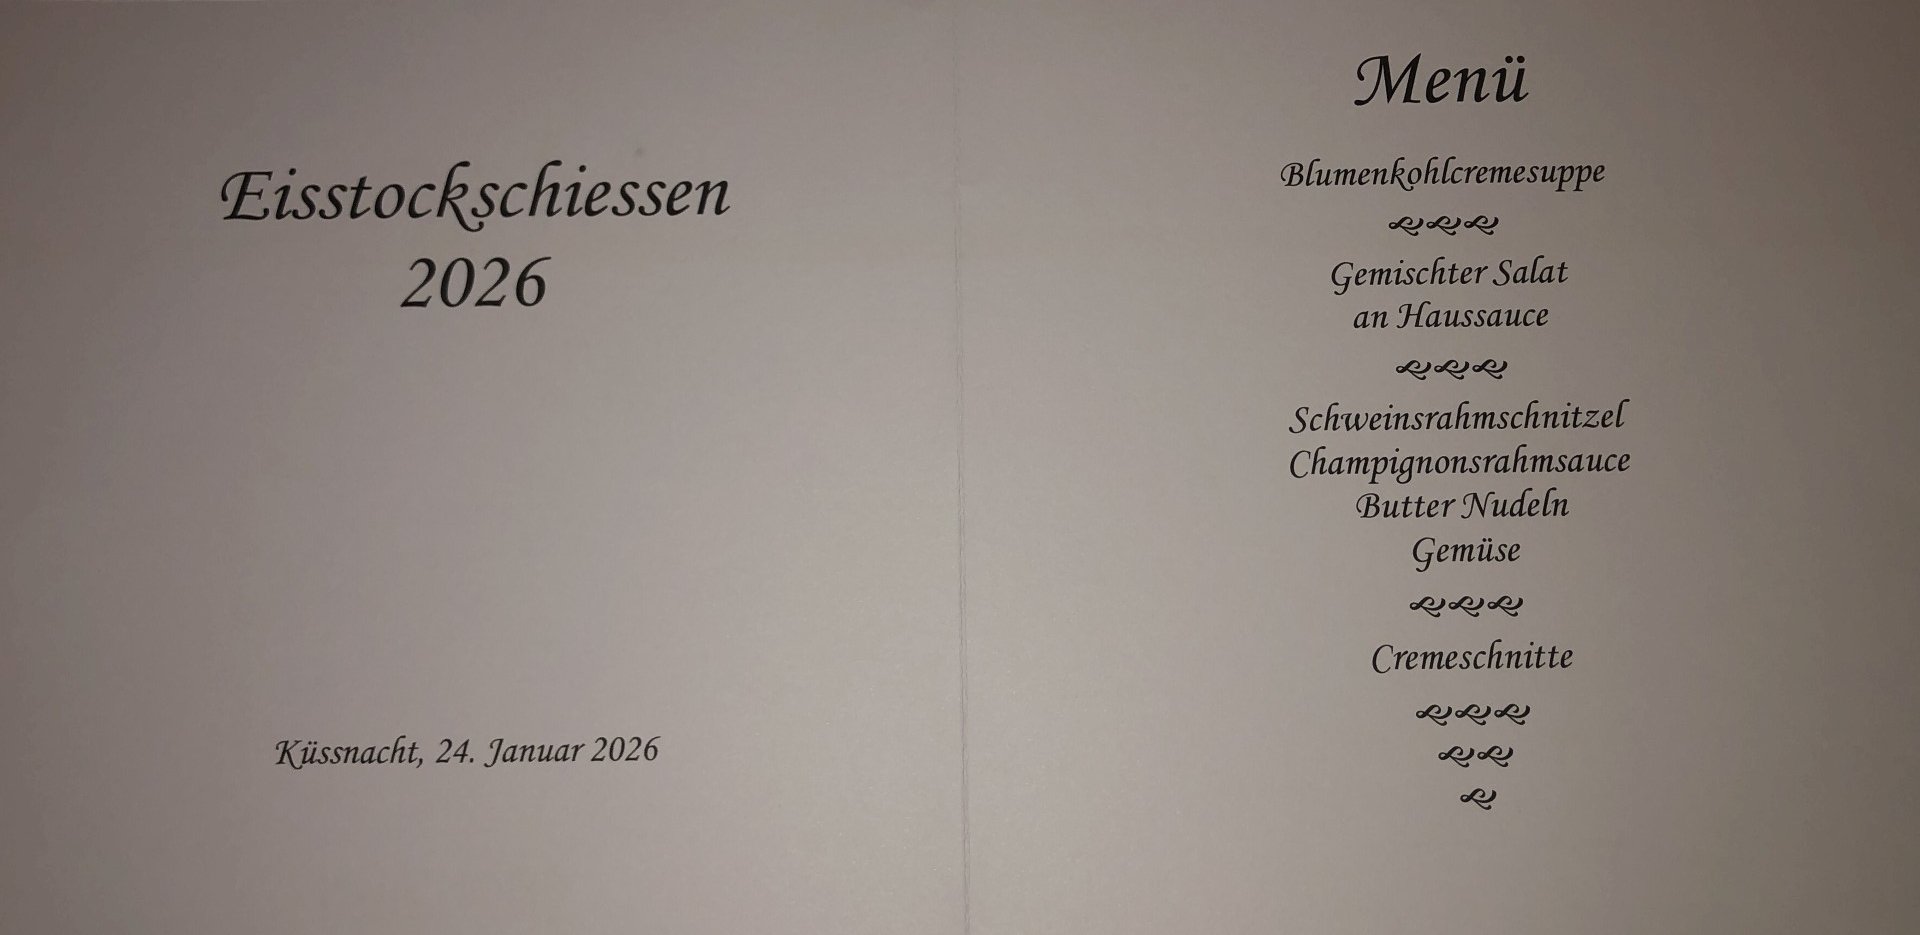 Eisstockschiessen
2026
Küssnacht, 24. Januar 2026
Menü
Blumenkohlcremesuppe
Gemischter Salat
an Haussauce
Schweinsrahmschnitzel
Champignonsrahmsauce
Butter Nudeln
Gemüse
Cremeschnitte